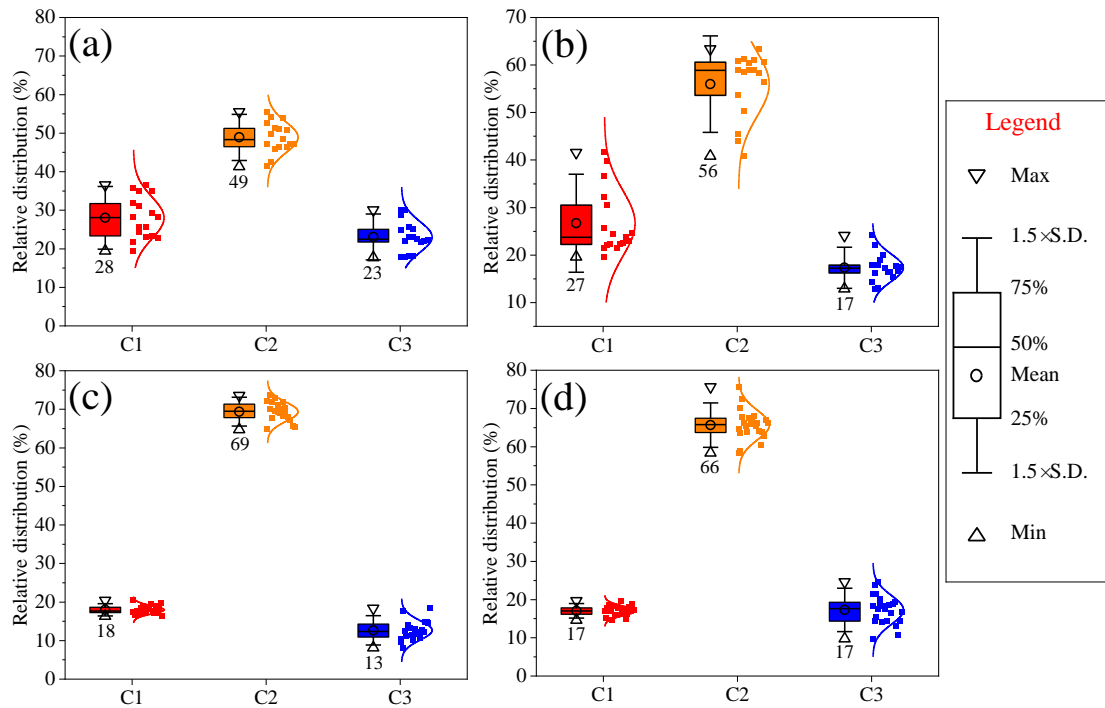 (a)
Relative distribution (%)
80
70
60
50
40
30
20
10
0
28
49
23
C1
C2
C3
(b)
Relative distribution (%)
70
60
50
40
30
20
10
27
56
17
C1
C2
C3
(c)
Relative distribution (%)
80
70
60
50
40
30
20
10
0
18
69
13
C1
C2
C3
(d)
Relative distribution (%)
80
70
60
50
40
30
20
10
0
17
66
17
C1
C2
C3
Legend
Max
1.5×S.D.
75%
50%
Mean
25%
1.5×S.D.
Min